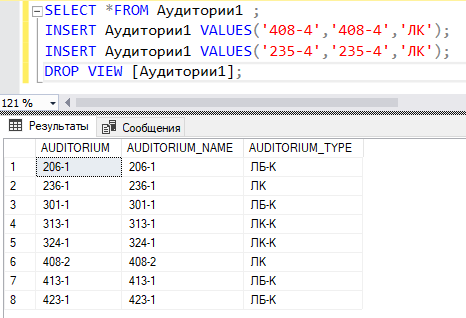 SELECT *FROM Аудитории1 ;
INSERT Аудитории1 VALUES('408-4','408-4','ЛК');
INSERT Аудитории1 VALUES('235-4','235-4','ЛК');
DROP VIEW [Аудитории1];
121 %
Результаты Сообщения
AUDITORIUM AUDITORIUM_NAME AUDITORIUM_TYPE
1 206-1 206-1 ЛБ-К
2 236-1 236-1 ЛК
3 301-1 301-1 ЛБ-К
4 313-1 313-1 ЛК-К
5 324-1 324-1 ЛК-К
6 408-2 408-2 ЛК
7 413-1 413-1 ЛБ-К
8 423-1 423-1 ЛБ-К